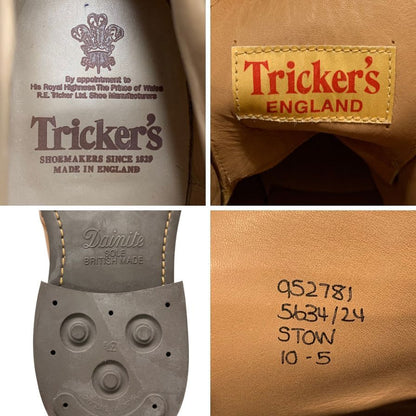 By appointment to
His Royal Highness The Prince of Wales
R.E. Tricker Ltd. Shoe Manufacturers
Tricker's
SHOEMAKERS SINCE 1829
MADE IN ENGLAND
Tricker's
ENGLAND
Dainite
SOLE
BRITISH MADE
952781
5634/24
STOW
10-5